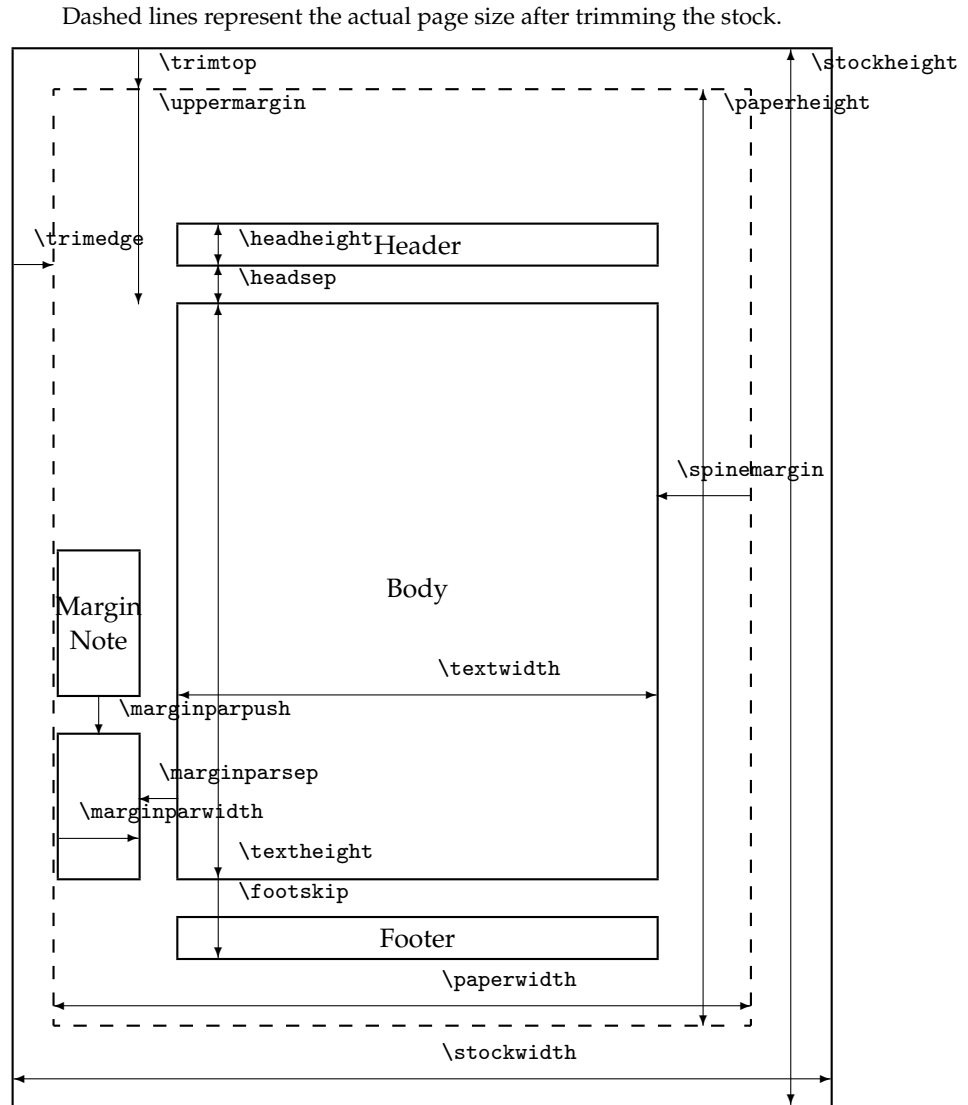 Dashed lines represent the actual page size after trimming the stock.
\trimtop
\stockheight
\uppermargin
\paperheight
\trimedge
\headheight
Header
\headsep
\spinemargin
Body
Margin
Note
\textwidth
\marginparpush
\marginparsep
\marginparwidth
\textheight
\footskip
Footer
\paperwidth
\stockwidth